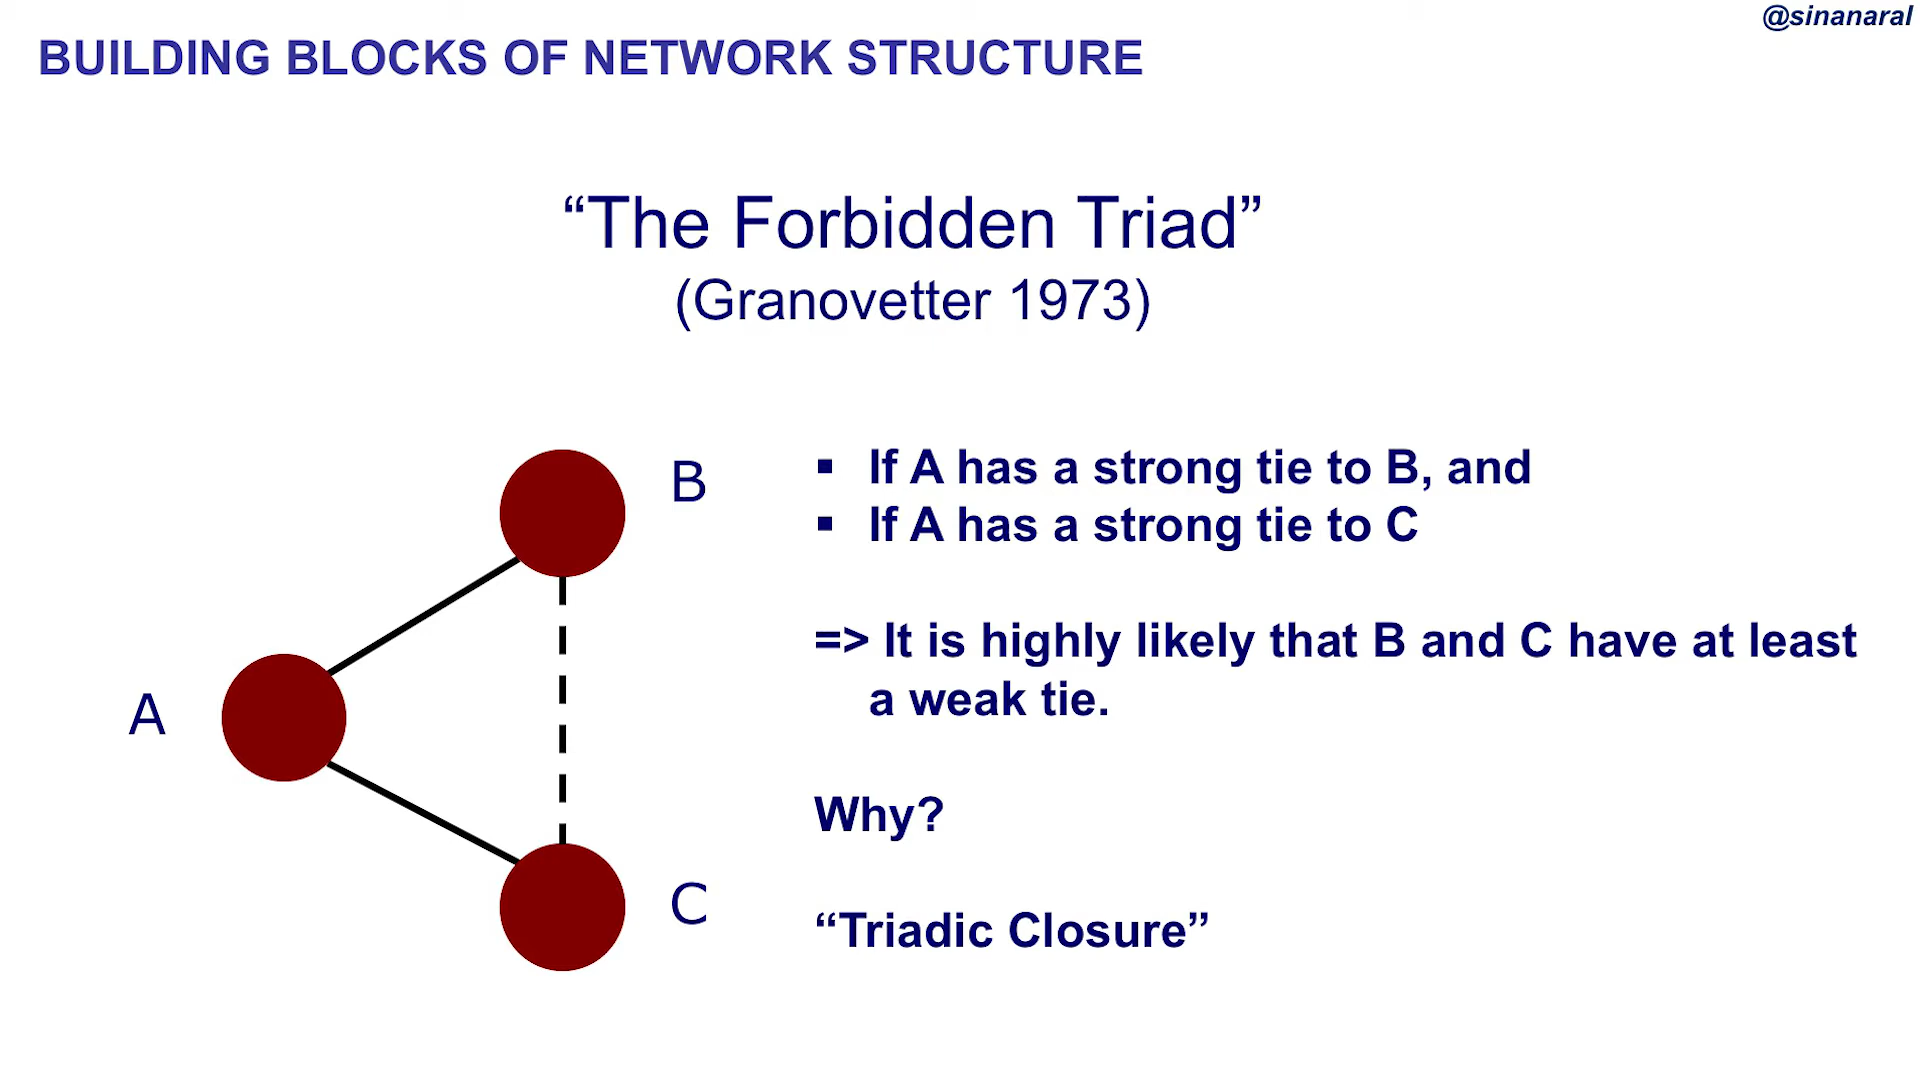 @sinanaral
BUILDING BLOCKS OF NETWORK STRUCTURE
“The Forbidden Triad”
(Granovetter 1973)
B
A
C
▪ If A has a strong tie to B, and
▪ If A has a strong tie to C
=> It is highly likely that B and C have at least
a weak tie.
Why?
“Triadic Closure”